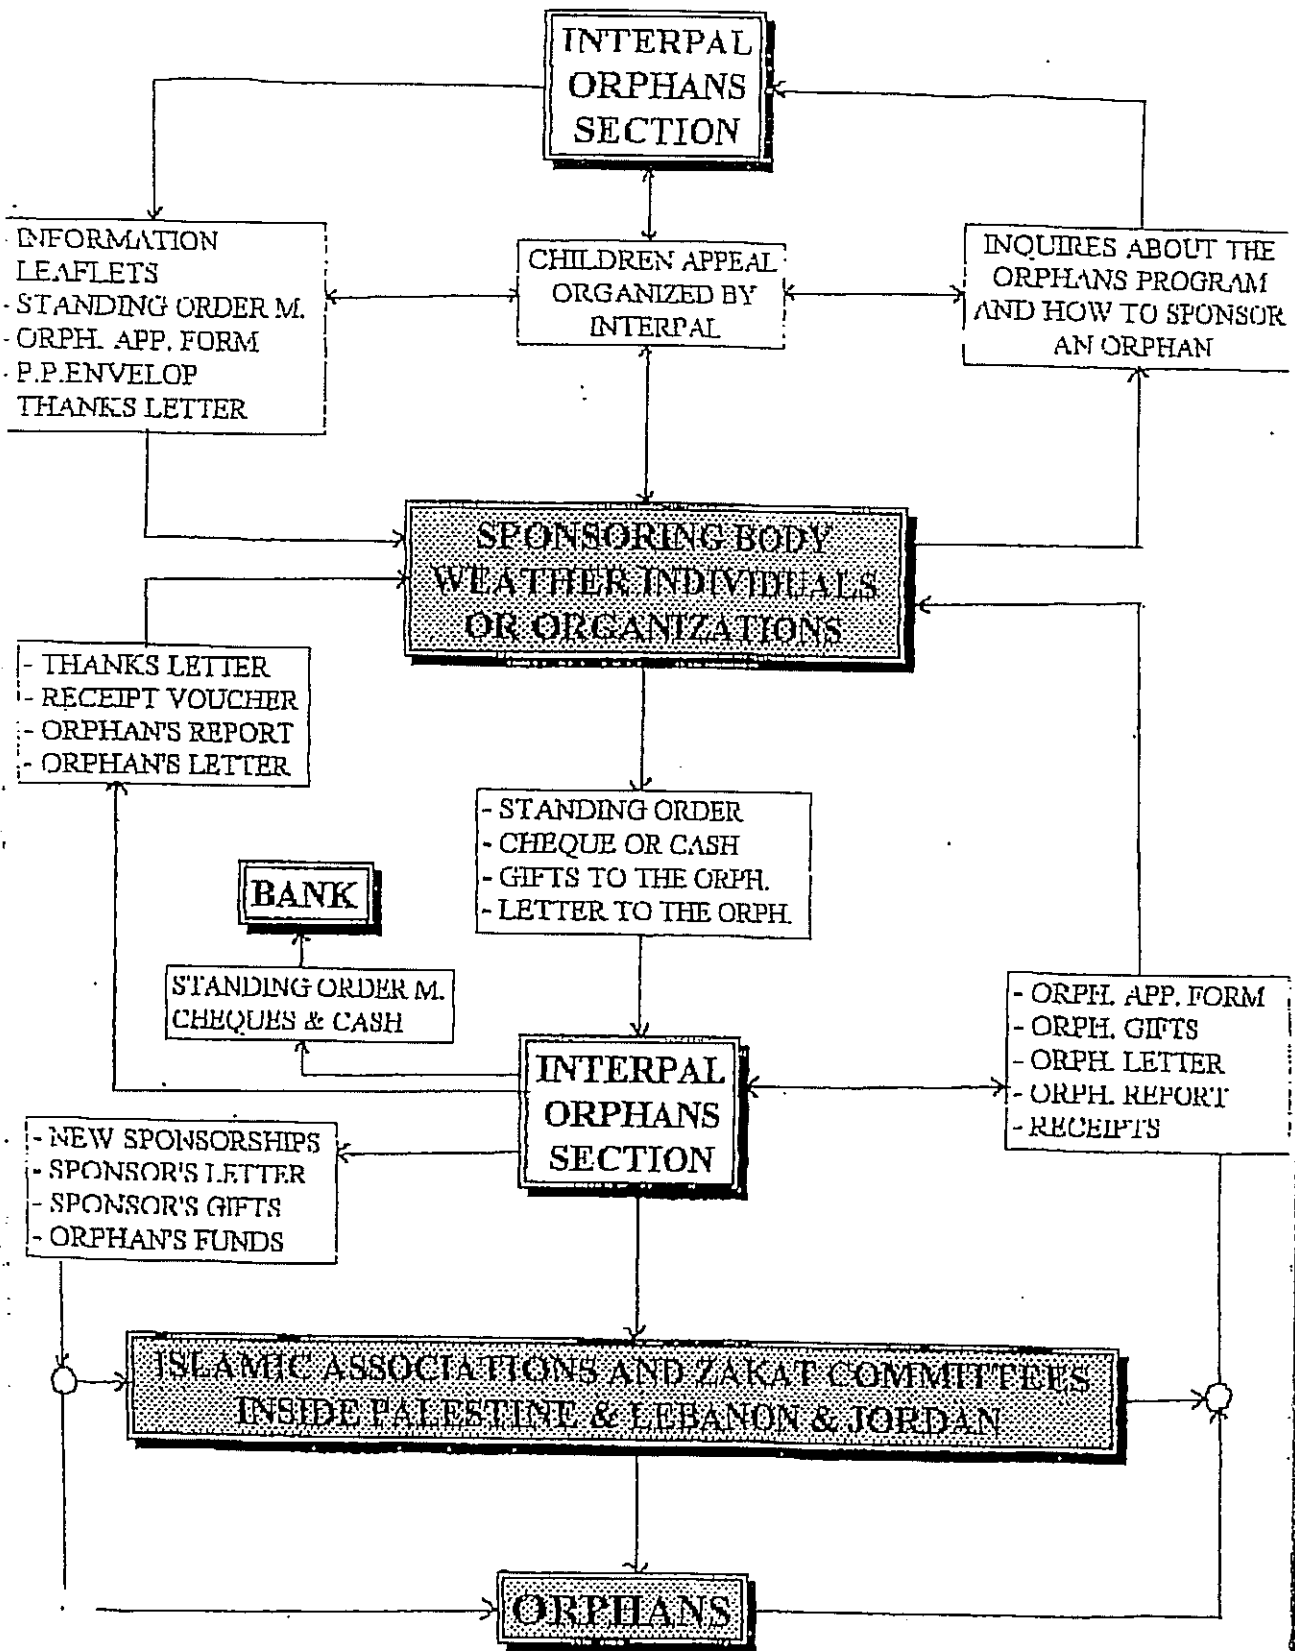 INTERPAL
ORPHANS
SECTION
- INFORMATION
LEAFLETS
- STANDING ORDER M.
- ORPH. APP. FORM
- P.P.ENVELOP
THANKS LETTER
CHILDREN APPEAL
ORGANIZED BY
INTERPAL
INQUIRES ABOUT THE
ORPHANS PROGRAM
AND HOW TO SPONSOR
AN ORPHAN
SPONSORING BODY
WEATHER INDIVIDUALS
OR ORGANIZATIONS
- THANKS LETTER
- RECEIPT VOUCHER
- ORPHAN'S REPORT
- ORPHAN'S LETTER
- STANDING ORDER
- CHEQUE OR CASH
- GIFTS TO THE ORPH.
- LETTER TO THE ORPH.
BANK
STANDING ORDER M.
CHEQUES & CASH
INTERPAL
ORPHANS
SECTION
- ORPH. APP. FORM
- ORPH. GIFTS
- ORPH. LETTER
- ORPH. REPORT
- RECEIPTS
- NEW SPONSORSHIPS
- SPONSOR'S LETTER
- SPONSOR'S GIFTS
- ORPHAN'S FUNDS
ISLAMIC ASSOCIATIONS AND ZAKAT COMMITTEES
INSIDE PALESTINE & LEBANON & JORDAN
ORPHANS